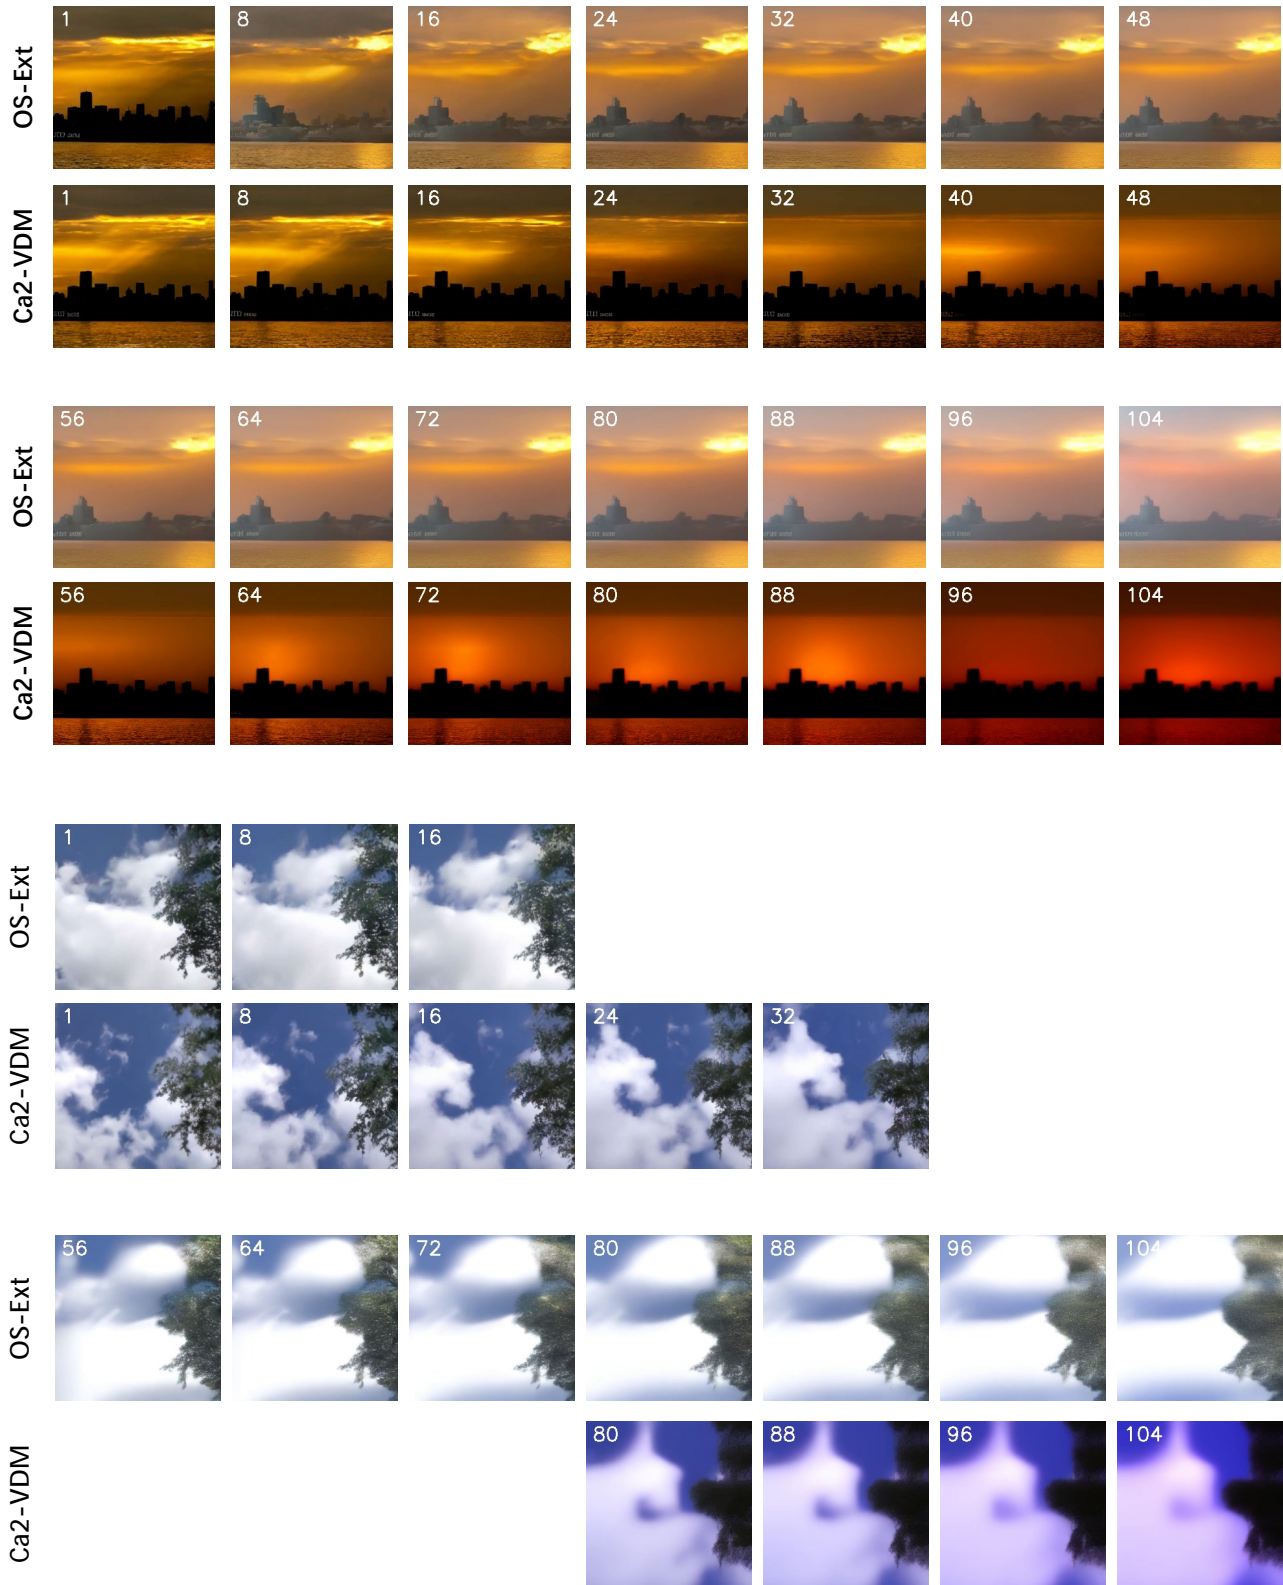 OS-Ext 1 8 16 24 32 40 48
Ca2-VDM 1 8 16 24 32 40 48
OS-Ext 56 64 72 80 88 96 104
Ca2-VDM 56 64 72 80 88 96 104
OS-Ext 1 8 16
Ca2-VDM 1 8 16 24 32
OS-Ext 56 64 72 80 88 96 104
Ca2-VDM 80 88 96 104